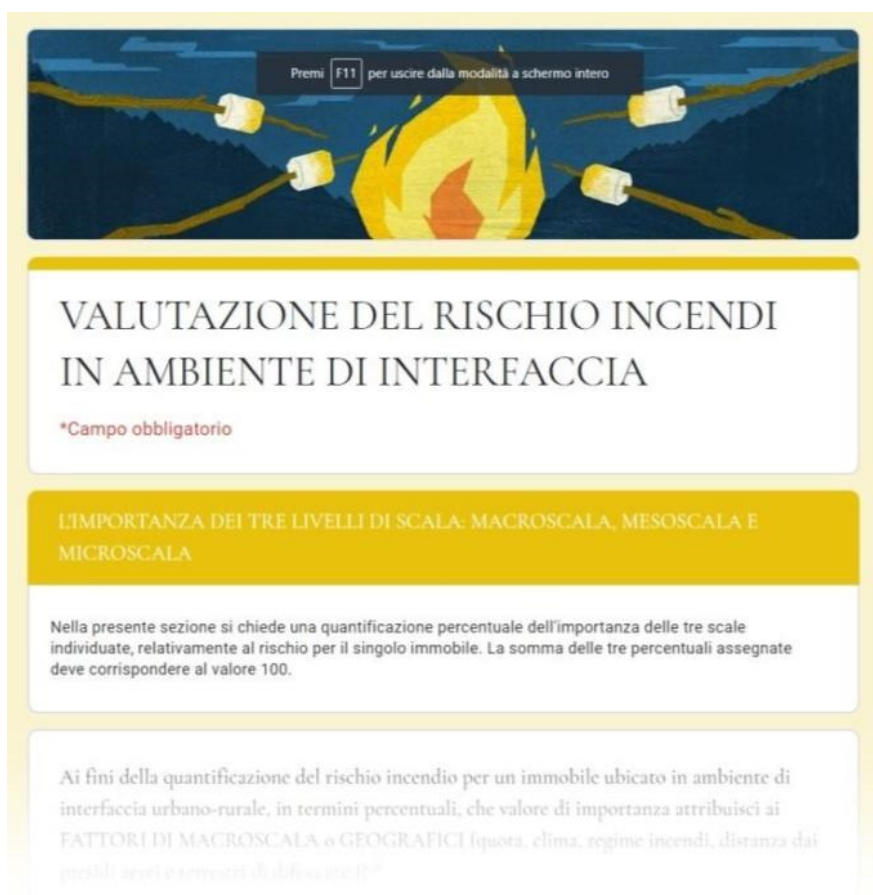 Premi F11 per uscire dalla modalità a schermo intero
VALUTAZIONE DEL RISCHIO INCENDI
IN AMBIENTE DI INTERFACCIA
*Campo obbligatorio
L'IMPORTANZA DEI TRE LIVELLI DI SCALA: MACROSCALA, MESOSCALA E
MICROSCALA
Nella presente sezione si chiede una quantificazione percentuale dell'importanza delle tre scale
individuate, relativamente al rischio per il singolo immobile. La somma delle tre percentuali assegnate
deve corrispondere al valore 100.
Ai fini della quantificazione del rischio incendio per un immobile ubicato in ambiente di
interfaccia urbano-rurale, in termini percentuali, che valore di importanza attribuisci ai
FATTORI DI MACROSCALA o GEOGRAFICI (quota, clima, regime incendi, distanza dai
presidi aerei e terrestri di difesa